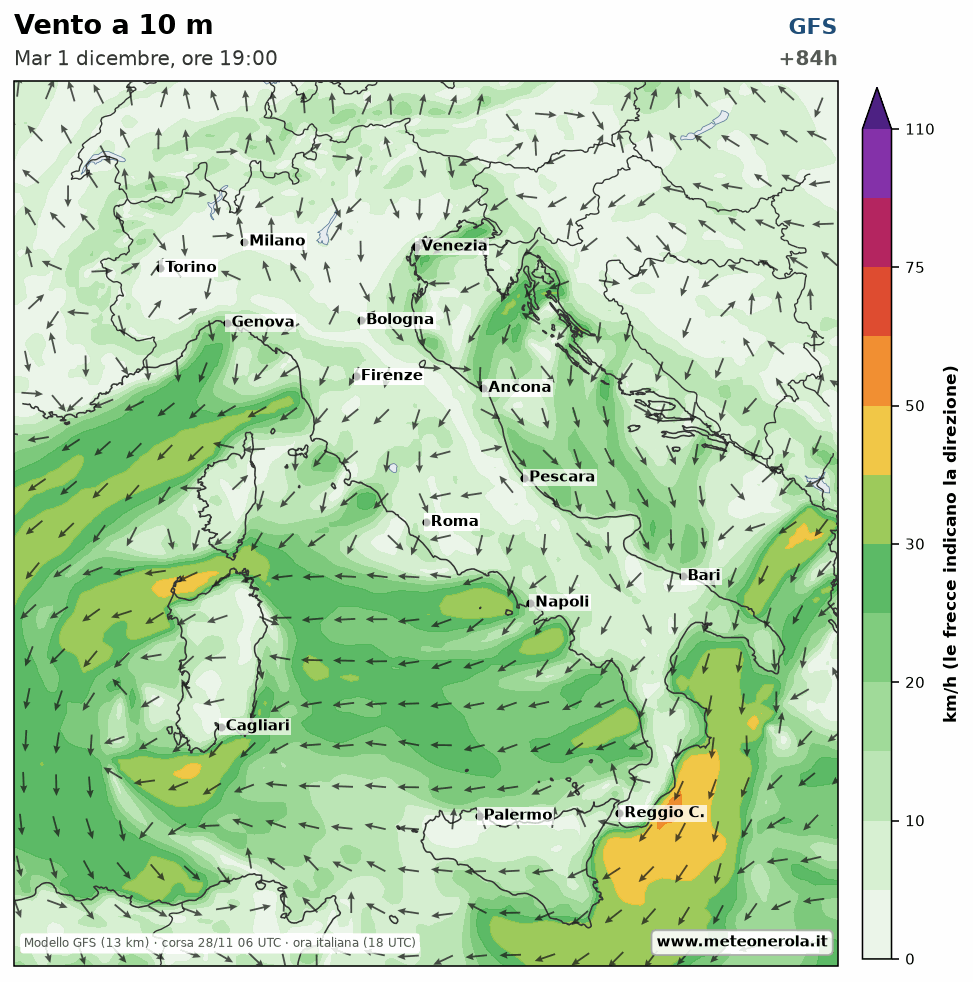 Vento a 10 m
GFS
Mar 1 dicembre, ore 19:00
+84h
110
75
50
30
20
10
0
km/h (le frecce indicano la direzione)
Milano
Venezia
Torino
Genova
Bologna
Firenze
Ancona
Pescara
Roma
Bari
Napoli
Cagliari
Palermo
Reggio C.
Modello GFS (13 km) · corsa 28/11 06 UTC · ora italiana (18 UTC)
www.meteonerola.it